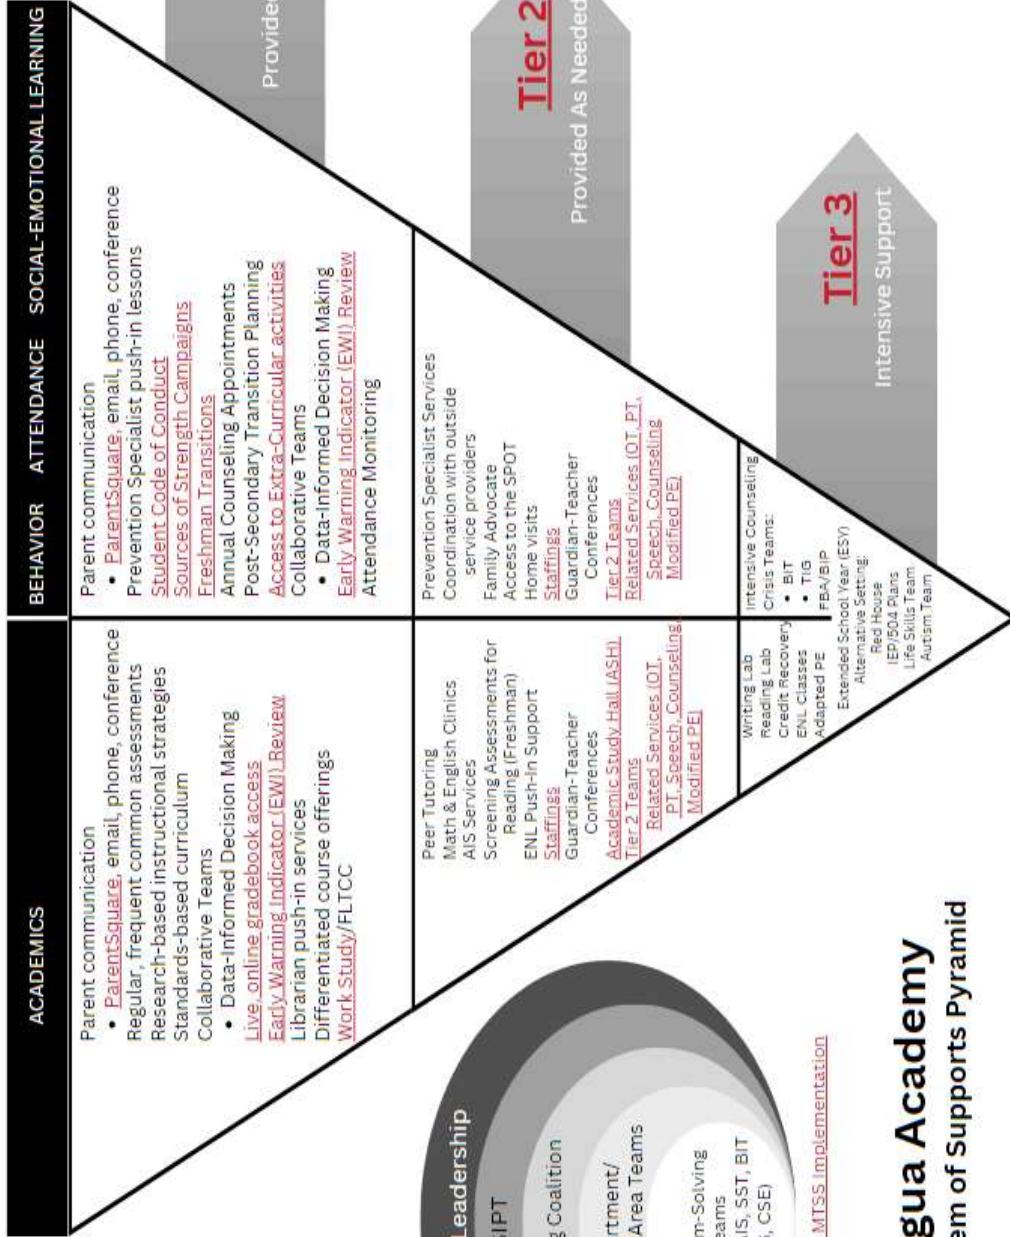 ACADEMICS
BEHAVIOR ATTENDANCE SOCIAL-EMOTIONAL LEARNING
Parent communication
• ParentSquare, email, phone, conference
Regular, frequent common assessments
Research-based instructional strategies
Standards-based curriculum
Collaborative Teams
• Data-Informed Decision Making
Live, online gradebook access
Early Warning Indicator (EWI) Review
Librarian push-in services
Differentiated course offerings
Work Study/FLTCC
Parent communication
• ParentSquare, email, phone, conference
Prevention Specialist push-in lessons
Student Code of Conduct
Sources of Strength Campaigns
Freshman Transitions
Annual Counseling Appointments
Post-Secondary Transition Planning
Access to Extra-Curricular activities
Collaborative Teams
• Data-Informed Decision Making
Early Warning Indicator (EWI) Review
Attendance Monitoring
Peer Tutoring
Math & English Clinics
AIS Services
Screening Assessments for
Reading (Freshman)
ENL Push-In Support
Staffings
Guardian-Teacher
Conferences
Academic Study Hall (ASH)
Tier 2 Teams
Related Services (OT,
PT, Speech, Counseling,
Modified PE)
Prevention Specialist Services
Coordination with outside
service providers
Family Advocate
Access to the SPOT
Home visits
Staffings
Guardian-Teacher
Conferences
Tier 2 Teams
Related Services (OT, PT,
Speech, Counseling
Modified PE)
Writing Lab
Reading Lab
Credit Recovery
ENL Classes
Adapted PE
Intensive Counseling
Crisis Teams:
• BIT
• TIG
FBA/BIP
Extended School Year (ESY)
Alternative Setting:
Red House
IEP/504 Plans
Life Skills Team
Autism Team
Provided
Tier 2
Provided As Needed
Tier 3
Intensive Support
Leadership
SIPT
g Coalition
rtment/
Area Teams
m-Solving
eams
IS, SST, BIT
, CSE)
MTSS Implementation
gua Academy
em of Supports Pyramid